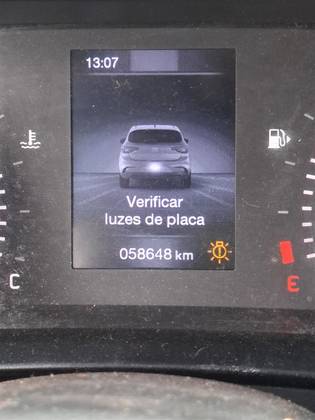 13:07
Verificar
luzes de placa
058648 km
C
E